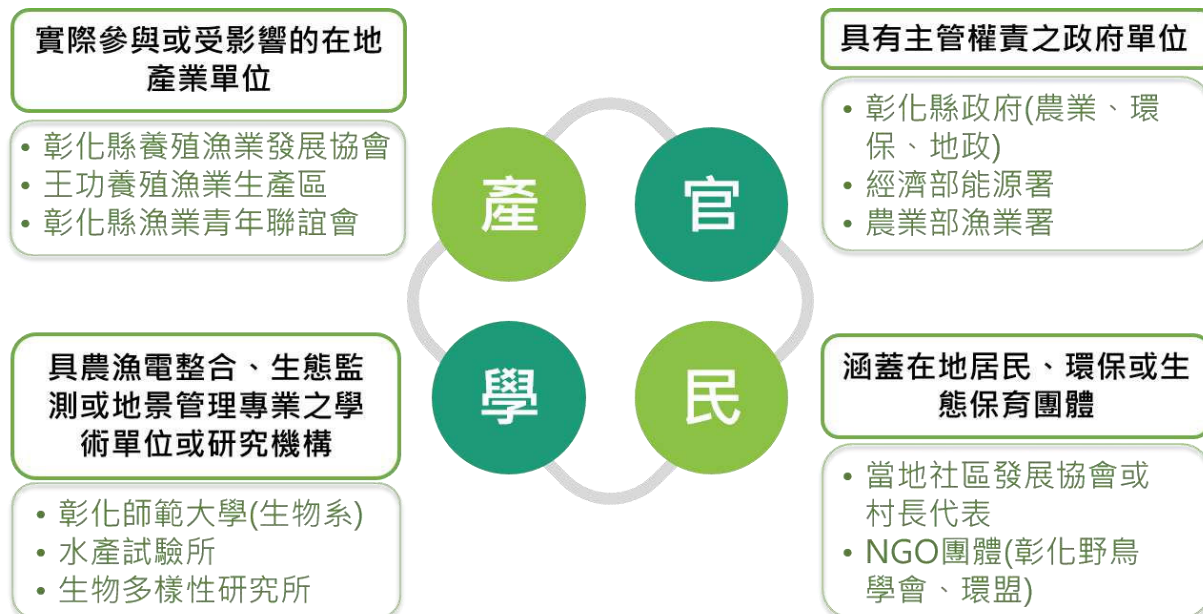 實際參與或受影響的在地
產業單位
• 彰化縣養殖漁業發展協會
• 王功養殖漁業生產區
• 彰化縣漁業青年聯誼會
產
官
具有主管權責之政府單位
• 彰化縣政府(農業、環
保、地政)
• 經濟部能源署
• 農業部漁業署
具農漁電整合、生態監
測或地景管理專業之學
術單位或研究機構
• 彰化師範大學(生物系)
• 水產試驗所
• 生物多樣性研究所
學
民
涵蓋在地居民、環保或生
態保育團體
• 當地社區發展協會或
村長代表
• NGO團體(彰化野鳥
學會、環盟)